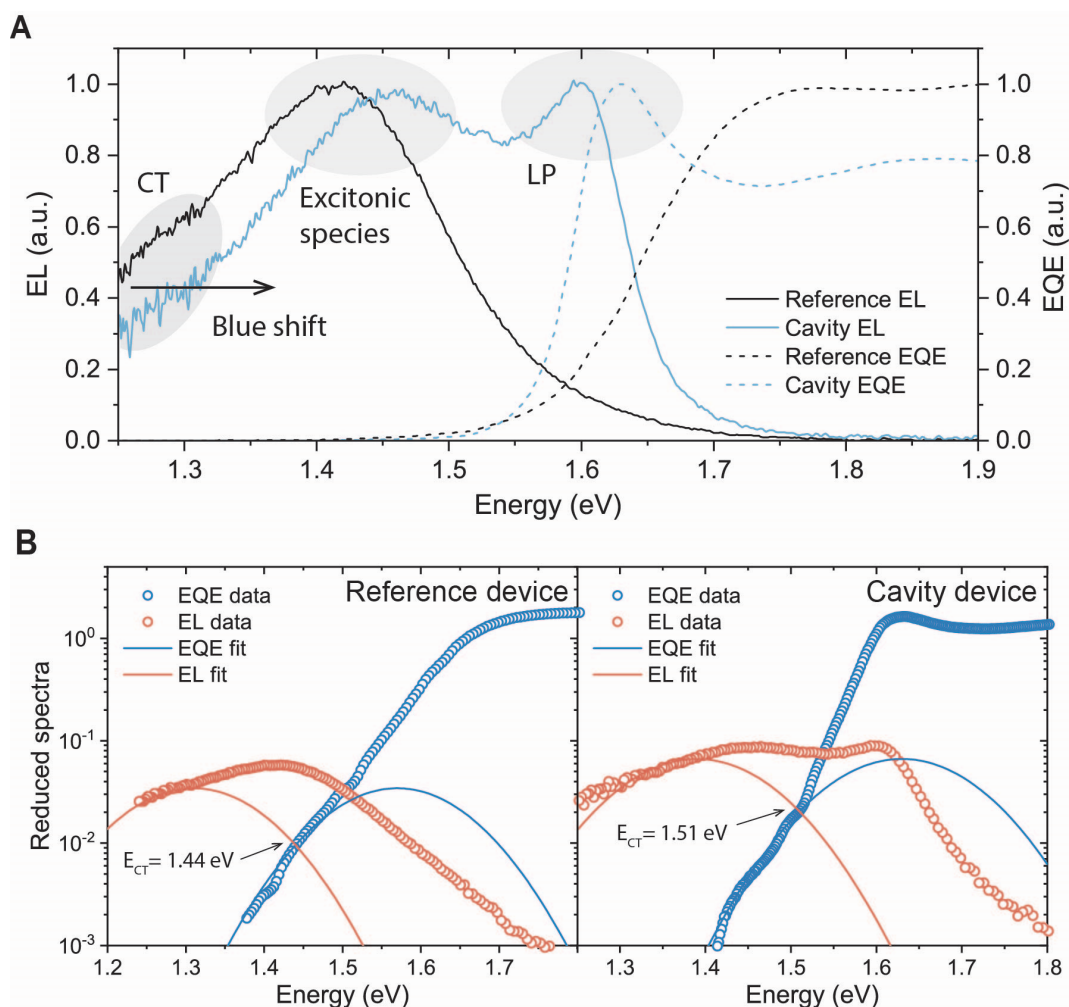 A
CT
Excitonic
species
LP
Blue shift
Reference EL
Cavity EL
Reference EQE
Cavity EQE
EL (a.u.)
EQE (a.u.)
1.0
0.8
0.6
0.4
0.2
0.0
1.0
0.8
0.6
0.4
0.2
0.0
1.3 1.4 1.5 1.6 1.7 1.8 1.9
Energy (eV)
B
Reference device
EQE data
EL data
EQE fit
EL fit
E_CT= 1.44 eV
Reduced spectra
10⁰
10⁻¹
10⁻²
10⁻³
1.2 1.3 1.4 1.5 1.6 1.7
Energy (eV)
Cavity device
EQE data
EL data
EQE fit
EL fit
E_CT= 1.51 eV
1.3 1.4 1.5 1.6 1.7 1.8
Energy (eV)